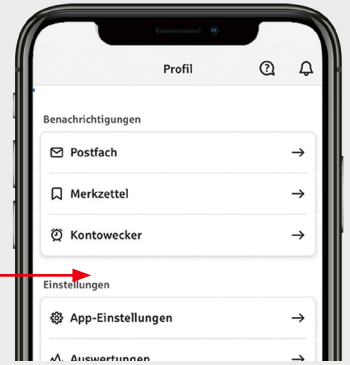 Profil
Benachrichtigungen
Postfach
Merkzettel
Kontowecker
Einstellungen
App-Einstellungen
Auswertungen